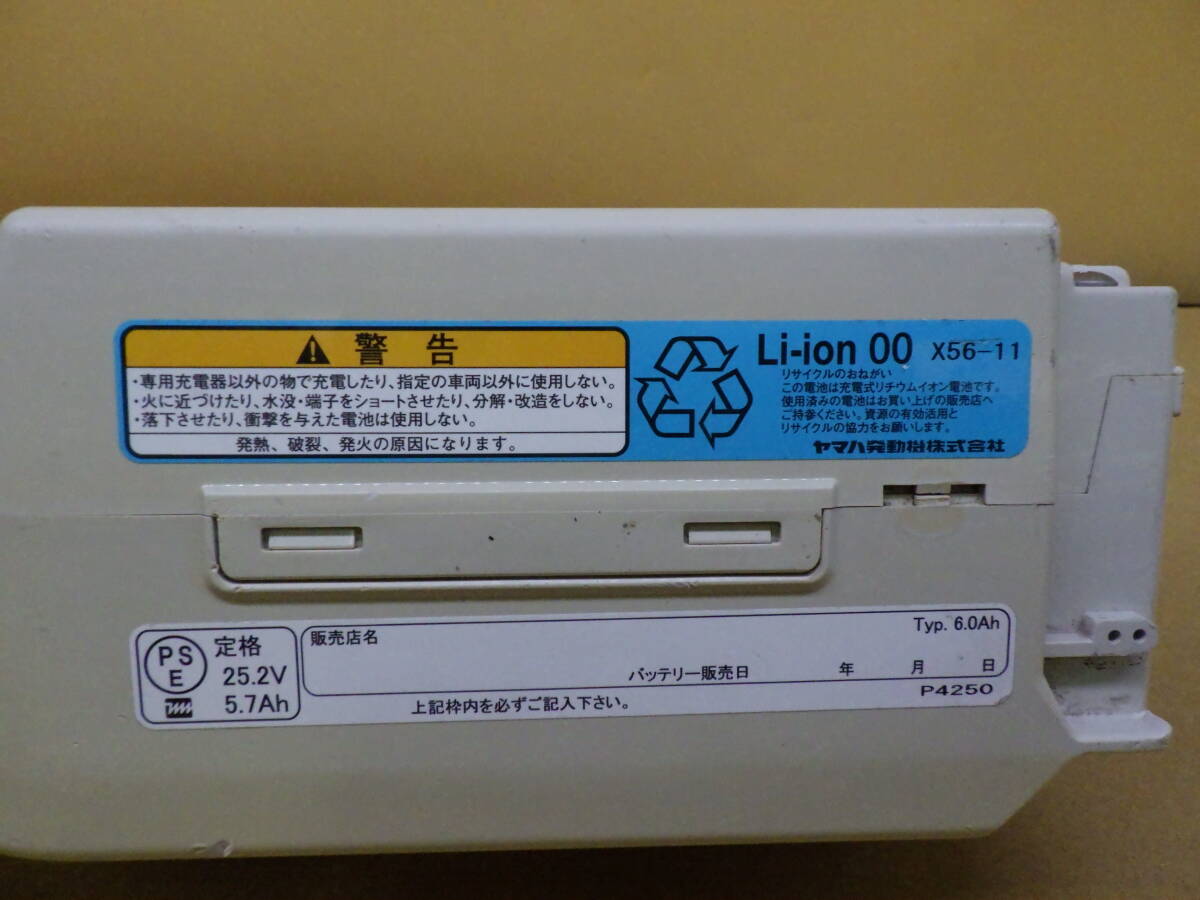 警告
・専用充電器以外の物で充電したり、指定の車両以外に使用しない。
・火に近づけたり、水没・端子をショートさせたり、分解・改造をしない。
・落下させたり、衝撃を与えた電池は使用しない。
発熱、破裂、発火の原因になります。
Li-ion 00 X56-11
リサイクルのおねがい
この電池は充電式リチウムイオン電池です。
使用済みの電池はお買い上げの販売店へ
ご持参ください。資源の有効活用と
リサイクルの協力をお願いします。
ヤマハ発動機株式会社
PS
E
定格
25.2V
5.7Ah
販売店名
Typ. 6.0Ah
バッテリー販売日 年 月 日
P4250
上記枠内を必ずご記入下さい。